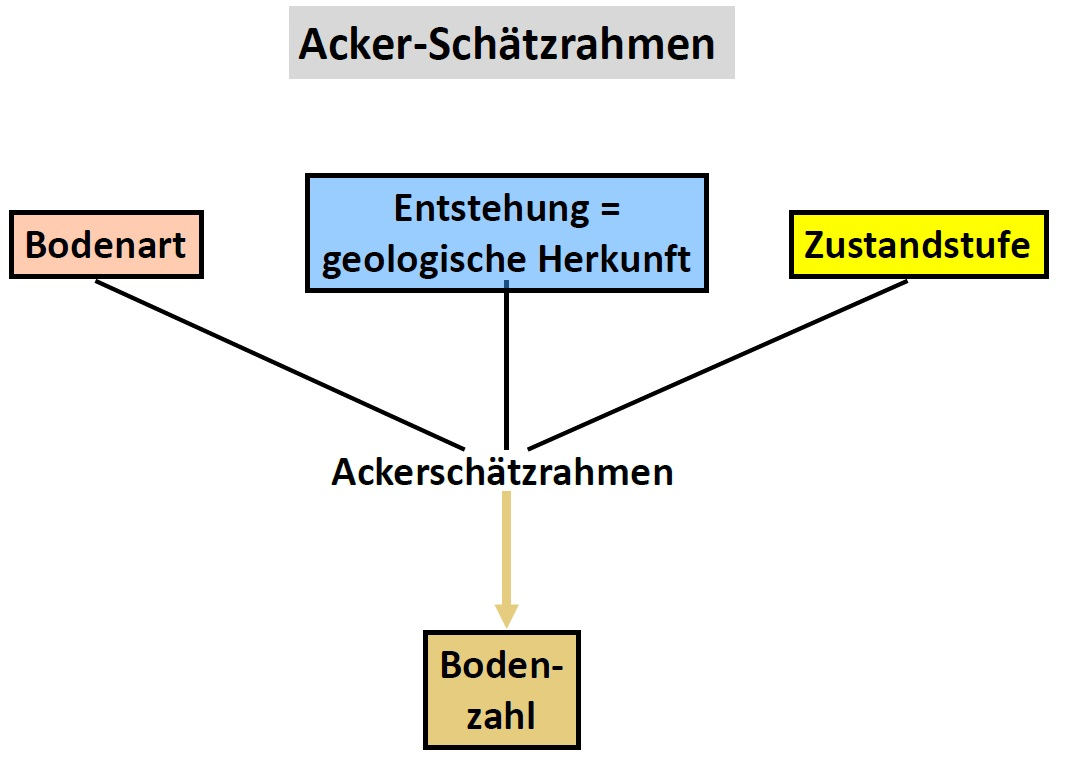 Acker-Schätzrahmen
Bodenart
Entstehung =
geologische Herkunft
Zustandstufe
Ackerschätzrahmen
Boden-
zahl